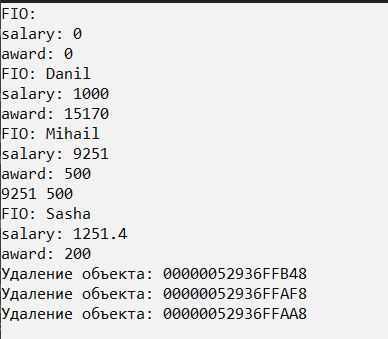 FIO:
salary: 0
award: 0
FIO: Danil
salary: 1000
award: 15170
FIO: Mihail
salary: 9251
award: 500
9251 500
FIO: Sasha
salary: 1251.4
award: 200
Удаление объекта: 00000052936FFB48
Удаление объекта: 00000052936FFAF8
Удаление объекта: 00000052936FFAA8